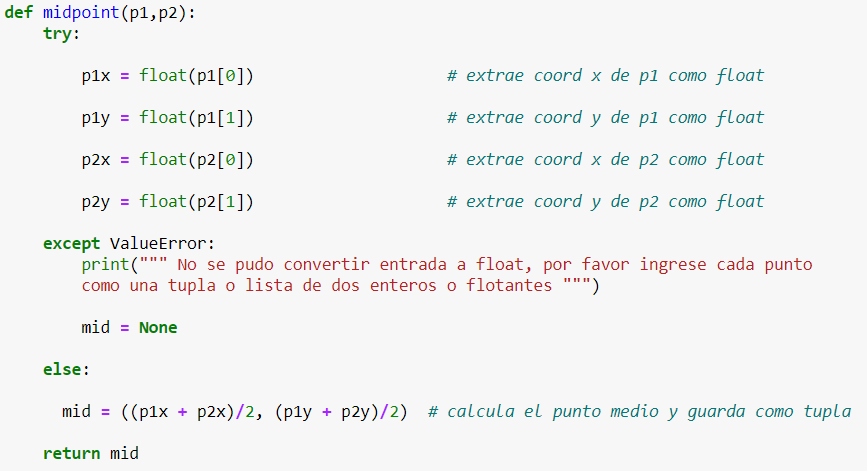 def midpoint(p1,p2):
    try:
        p1x = float(p1[0])                    # extrae coord x de p1 como float
        p1y = float(p1[1])                    # extrae coord y de p1 como float
        p2x = float(p2[0])                    # extrae coord x de p2 como float
        p2y = float(p2[1])                    # extrae coord y de p2 como float
    except ValueError:
        print(""" No se pudo convertir entrada a float, por favor ingrese cada punto
        como una tupla o lista de dos enteros o flotantes """)
        mid = None
    else:
      mid = ((p1x + p2x)/2, (p1y + p2y)/2)  # calcula el punto medio y guarda como tupla
    return mid